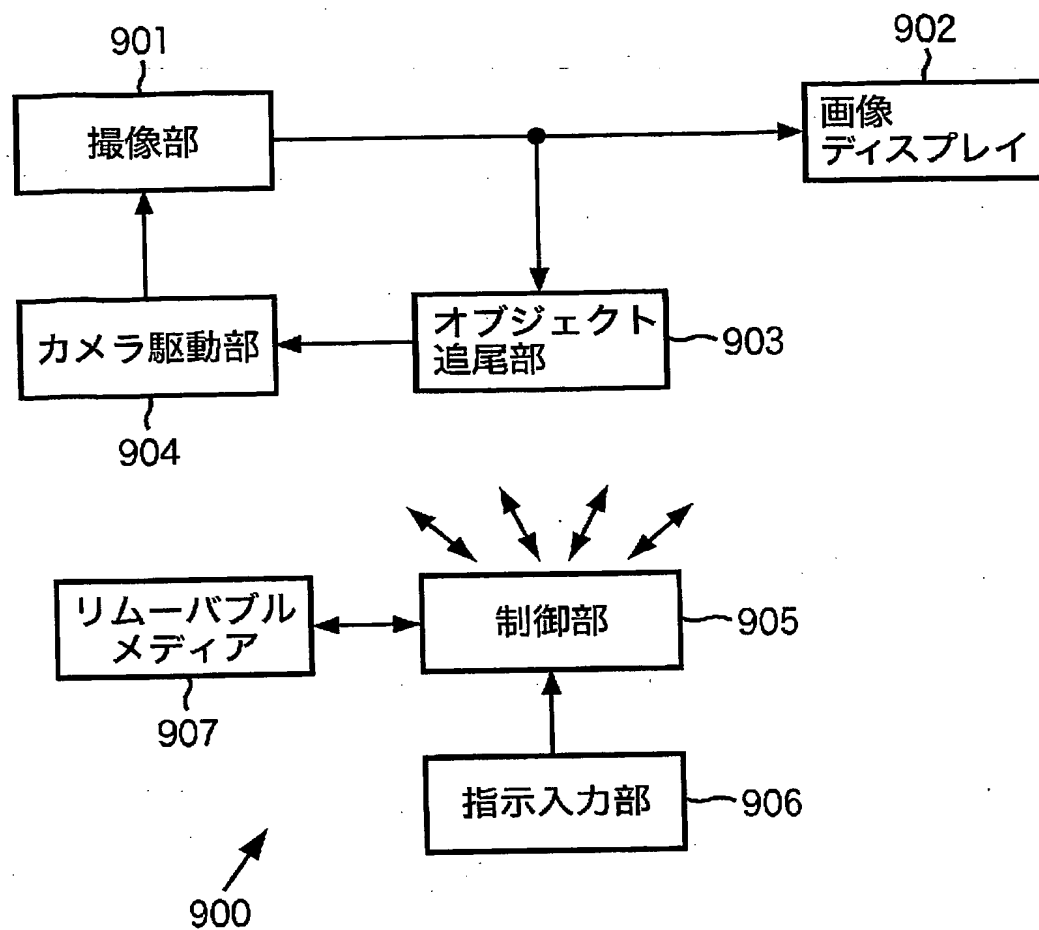 901
902
撮像部
画像
ディスプレイ
オブジェクト
追尾部
903
カメラ駆動部
904
リムーバブル
メディア
制御部
905
907
指示入力部
906
900